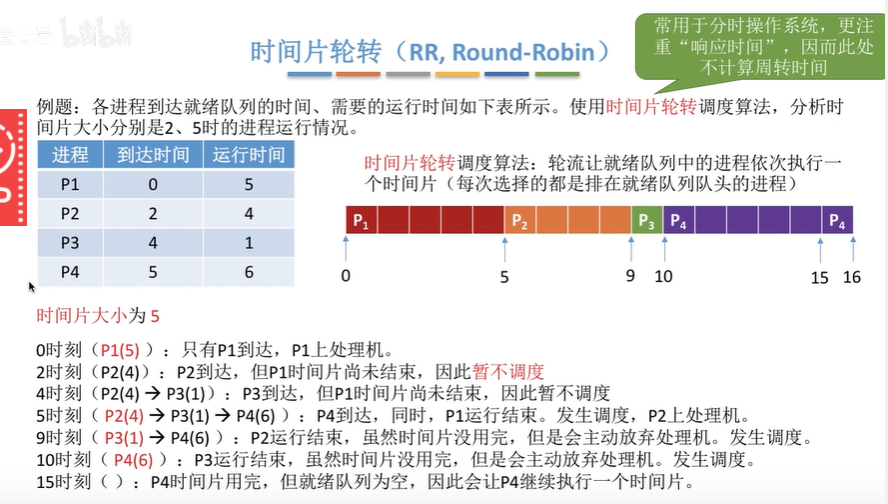 bilibili
常用于分时操作系统，更注
重“响应时间”，因而此处
不计算周转时间
时间片轮转（RR, Round-Robin）
例题：各进程到达就绪队列的时间、需要的运行时间如下表所示。使用时间片轮转调度算法，分析时
间片大小分别是2、5时的进程运行情况。
进程 到达时间 运行时间
P1 0 5
P2 2 4
P3 4 1
P4 5 6
时间片轮转调度算法：轮流让就绪队列中的进程依次执行一
个时间片（每次选择的都是排在就绪队列队头的进程）
P1 P2 P3 P4 P4
0 5 9 10 15 16
时间片大小为 5
0时刻（P1(5) ）：只有P1到达，P1上处理机。
2时刻（P2(4)）：P2到达，但P1时间片尚未结束，因此暂不调度
4时刻（P2(4) → P3(1)）：P3到达，但P1时间片尚未结束，因此暂不调度
5时刻（ P2(4) → P3(1) → P4(6) ）：P4到达，同时，P1运行结束。发生调度，P2上处理机。
9时刻（ P3(1) → P4(6) ）：P2运行结束，虽然时间片没用完，但是会主动放弃处理机。发生调度。
10时刻（ P4(6) ）：P3运行结束，虽然时间片没用完，但是会主动放弃处理机。发生调度。
15时刻（ ）：P4时间片用完，但就绪队列为空，因此会让P4继续执行一个时间片。